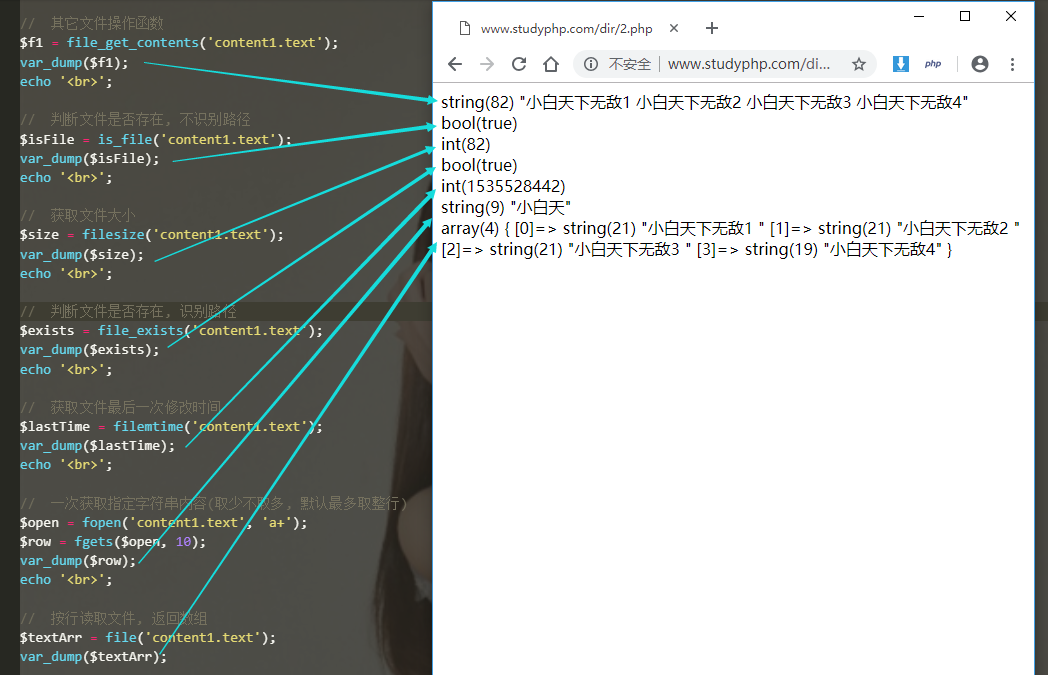 //  其它文件操作函数
$f1 = file_get_contents('content1.text');
var_dump($f1);
echo '<br>';
//  判断文件是否存在, 不识别路径
$isFile = is_file('content1.text');
var_dump($isFile);
echo '<br>';
//  获取文件大小
$size = filesize('content1.text');
var_dump($size);
echo '<br>';
//  判断文件是否存在, 识别路径
$exists = file_exists('content1.text');
var_dump($exists);
echo '<br>';
//  获取文件最后一次修改时间
$lastTime = filemtime('content1.text');
var_dump($lastTime);
echo '<br>';
//  一次获取指定字符串内容(取少不取多, 默认最多取整行)
$open = fopen('content1.text', 'a+');
$row = fgets($open, 10);
var_dump($row);
echo '<br>';
//  按行读取文件, 返回数组
$textArr = file('content1.text');
var_dump($textArr);
www.studyphp.com/dir/2.php
不安全 | www.studyphp.com/di...
php
string(82) "小白天下无敌1 小白天下无敌2 小白天下无敌3 小白天下无敌4"
bool(true)
int(82)
bool(true)
int(1535528442)
string(9) "小白天"
array(4) { [0]=> string(21) "小白天下无敌1 " [1]=> string(21) "小白天下无敌2 "
[2]=> string(21) "小白天下无敌3 " [3]=> string(19) "小白天下无敌4" }